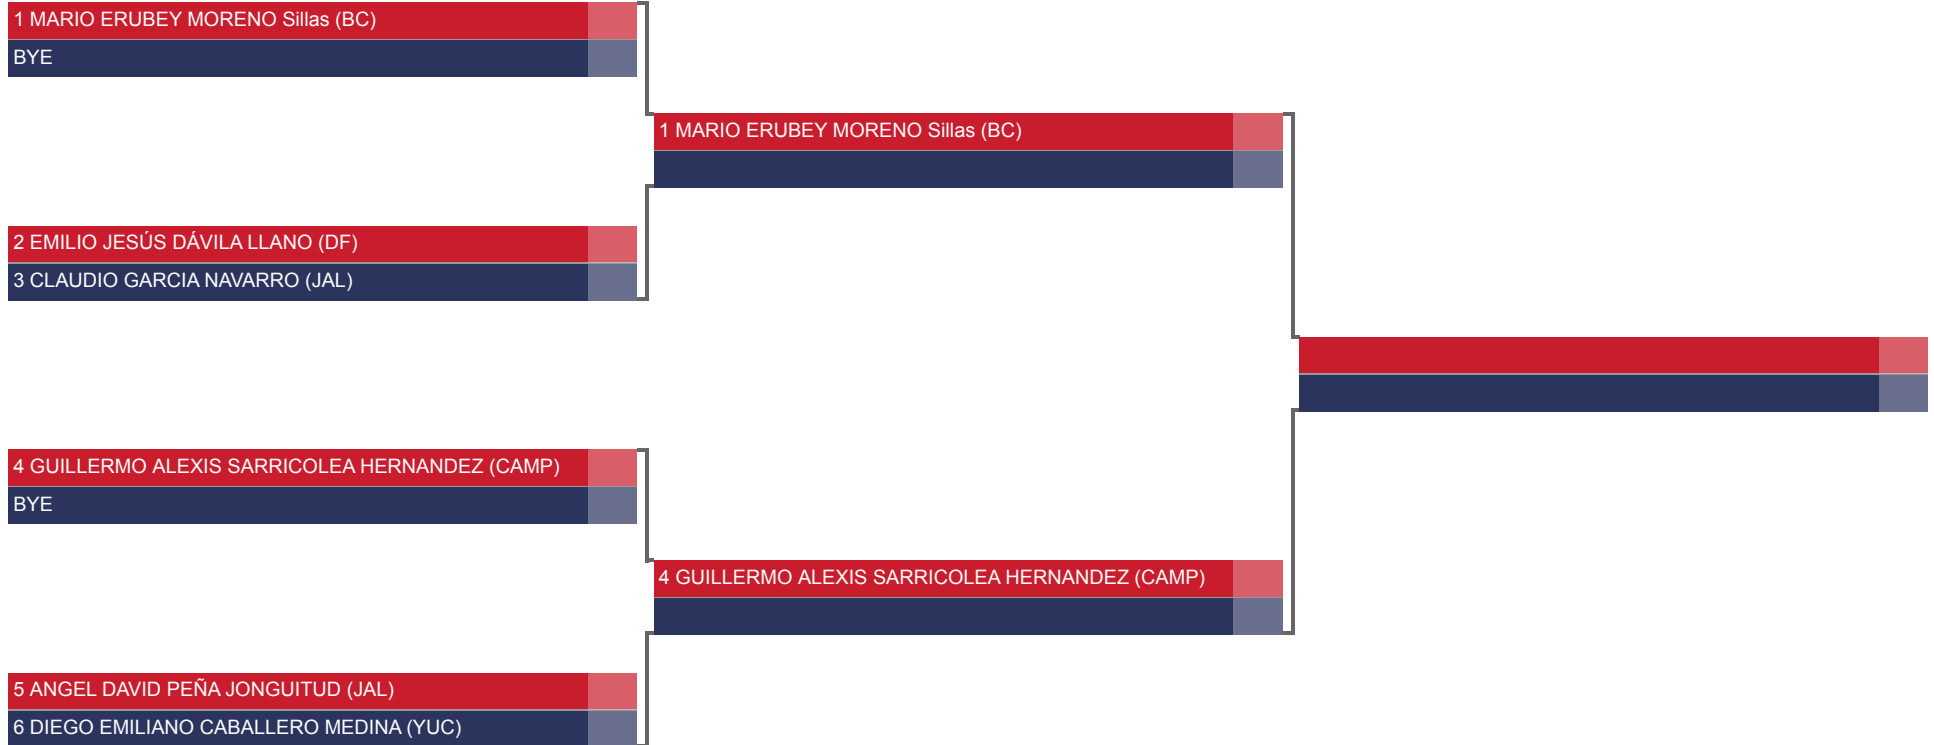 1 MARIO ERUBEY MORENO Sillas (BC)
BYE
1 MARIO ERUBEY MORENO Sillas (BC)
2 EMILIO JESÚS DÁVILA LLANO (DF)
3 CLAUDIO GARCIA NAVARRO (JAL)
4 GUILLERMO ALEXIS SARRICOLEA HERNANDEZ (CAMP)
BYE
4 GUILLERMO ALEXIS SARRICOLEA HERNANDEZ (CAMP)
5 ANGEL DAVID PEÑA JONGUITUD (JAL)
6 DIEGO EMILIANO CABALLERO MEDINA (YUC)